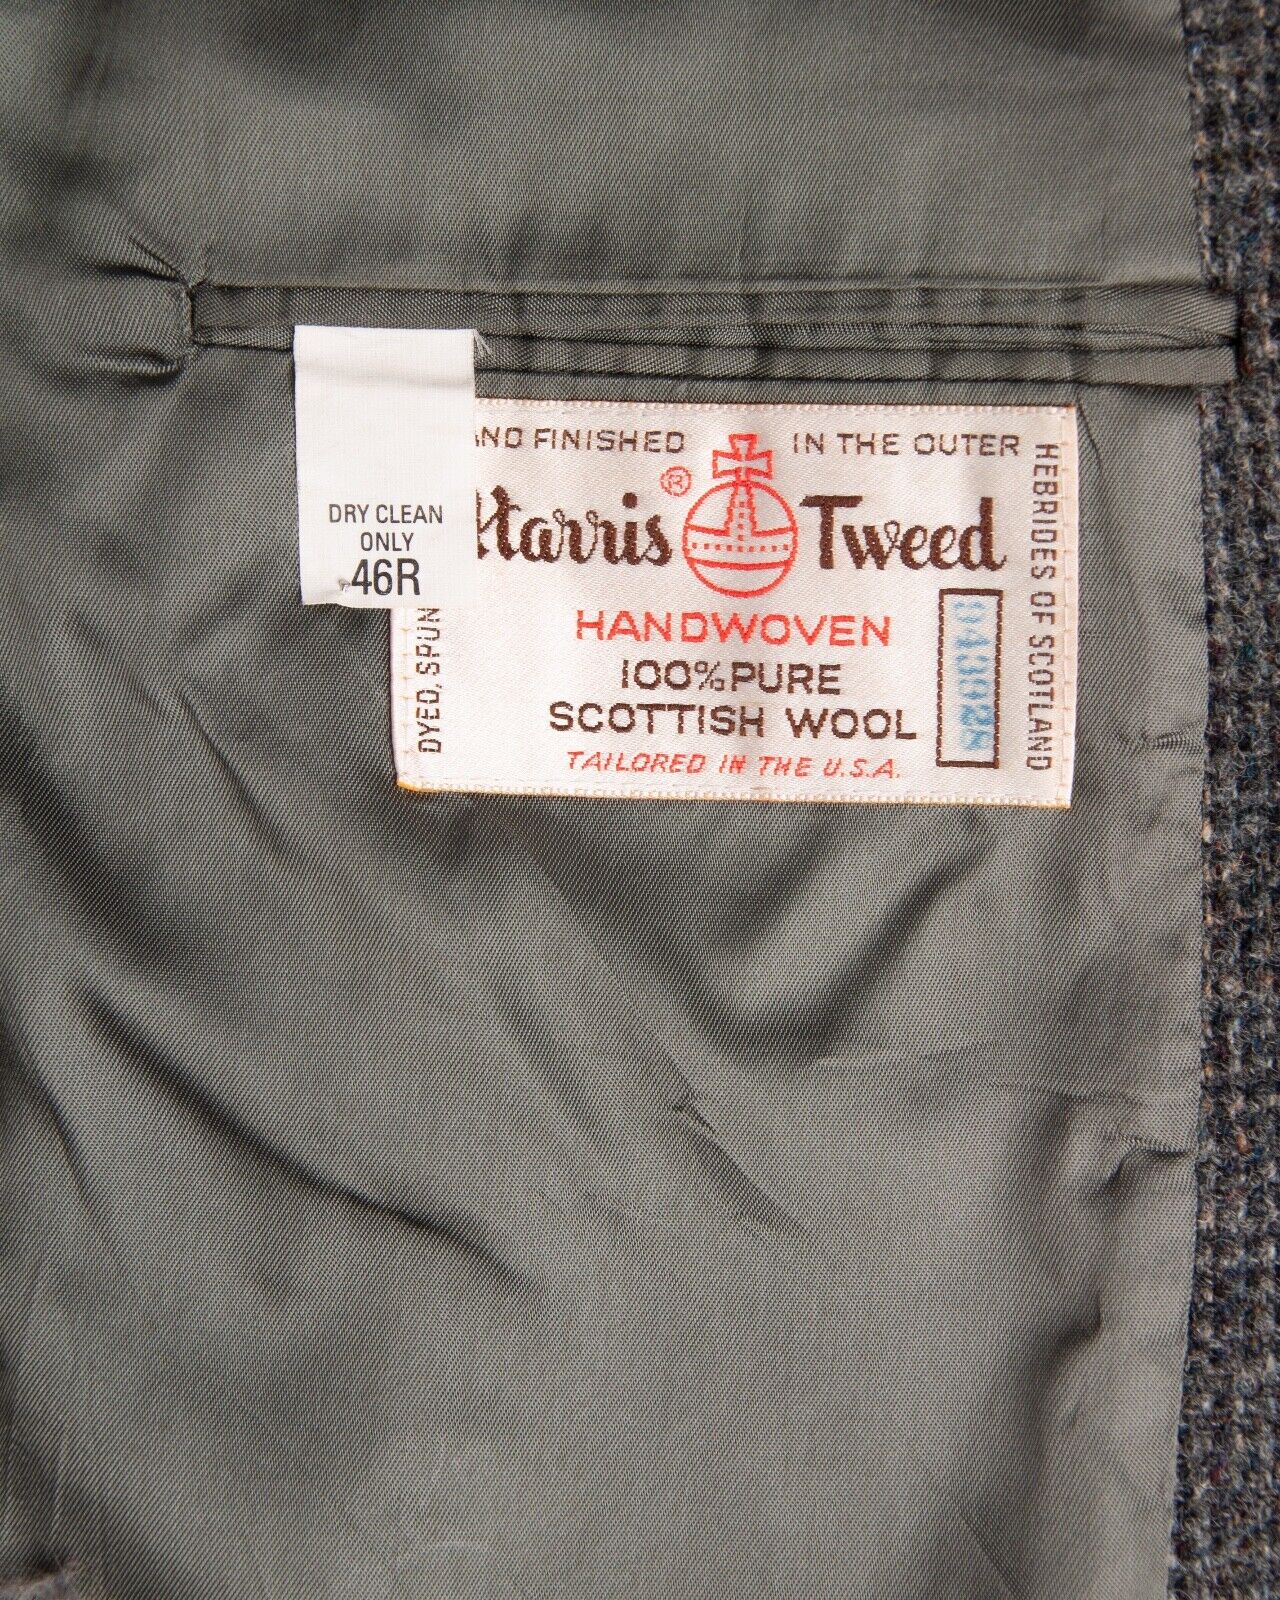 DRY CLEAN
ONLY
46R
AND FINISHED IN THE OUTER
HEBRIDES OF SCOTLAND
DYED, SPUN
Harris ® Tweed
HANDWOVEN
100% PURE
SCOTTISH WOOL
TAILORED IN THE U.S.A.